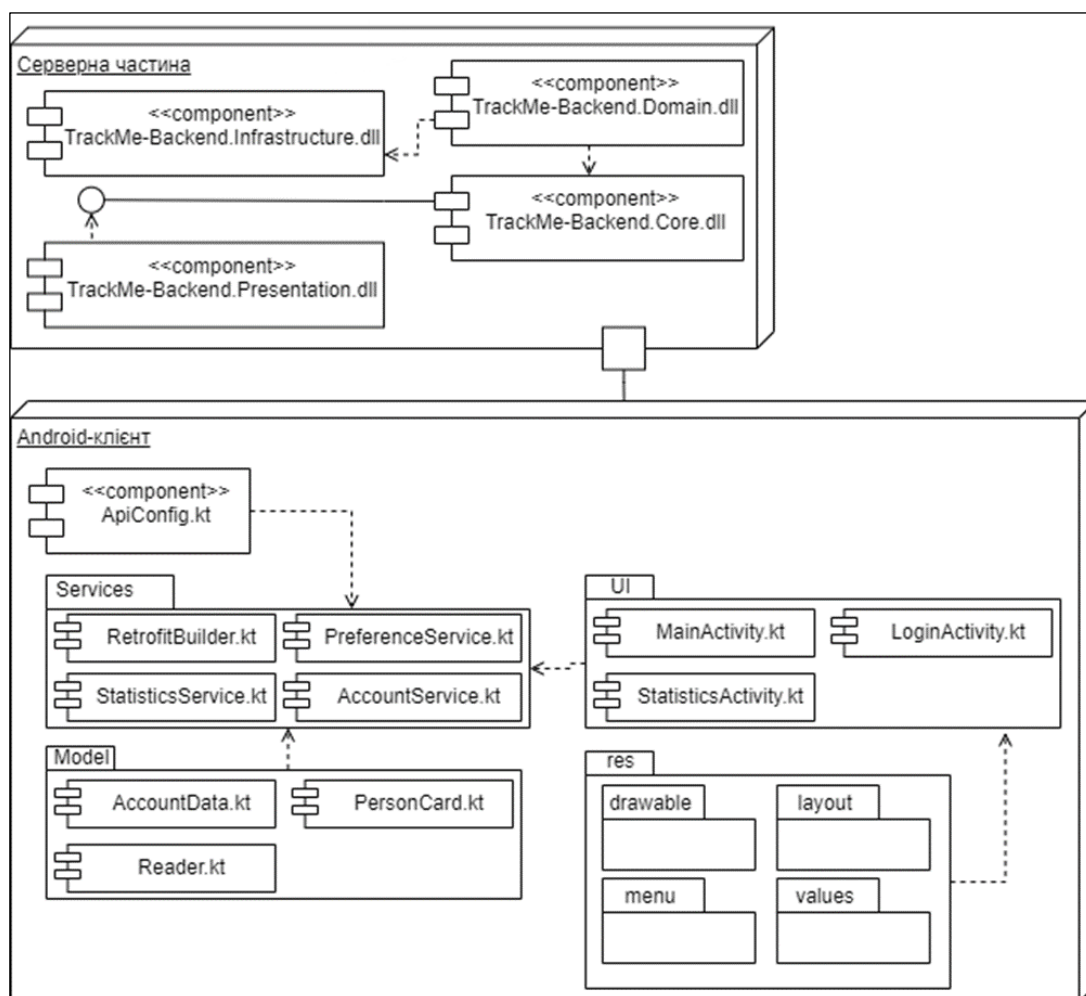 Серверна частина
<<component>>
TrackMe-Backend.Infrastructure.dll
<<component>>
TrackMe-Backend.Domain.dll
<<component>>
TrackMe-Backend.Core.dll
<<component>>
TrackMe-Backend.Presentation.dll
Android-клієнт
<<component>>
ApiConfig.kt
Services
RetrofitBuilder.kt
PreferenceService.kt
StatisticsService.kt
AccountService.kt
UI
MainActivity.kt
LoginActivity.kt
StatisticsActivity.kt
Model
AccountData.kt
PersonCard.kt
Reader.kt
res
drawable
layout
menu
values